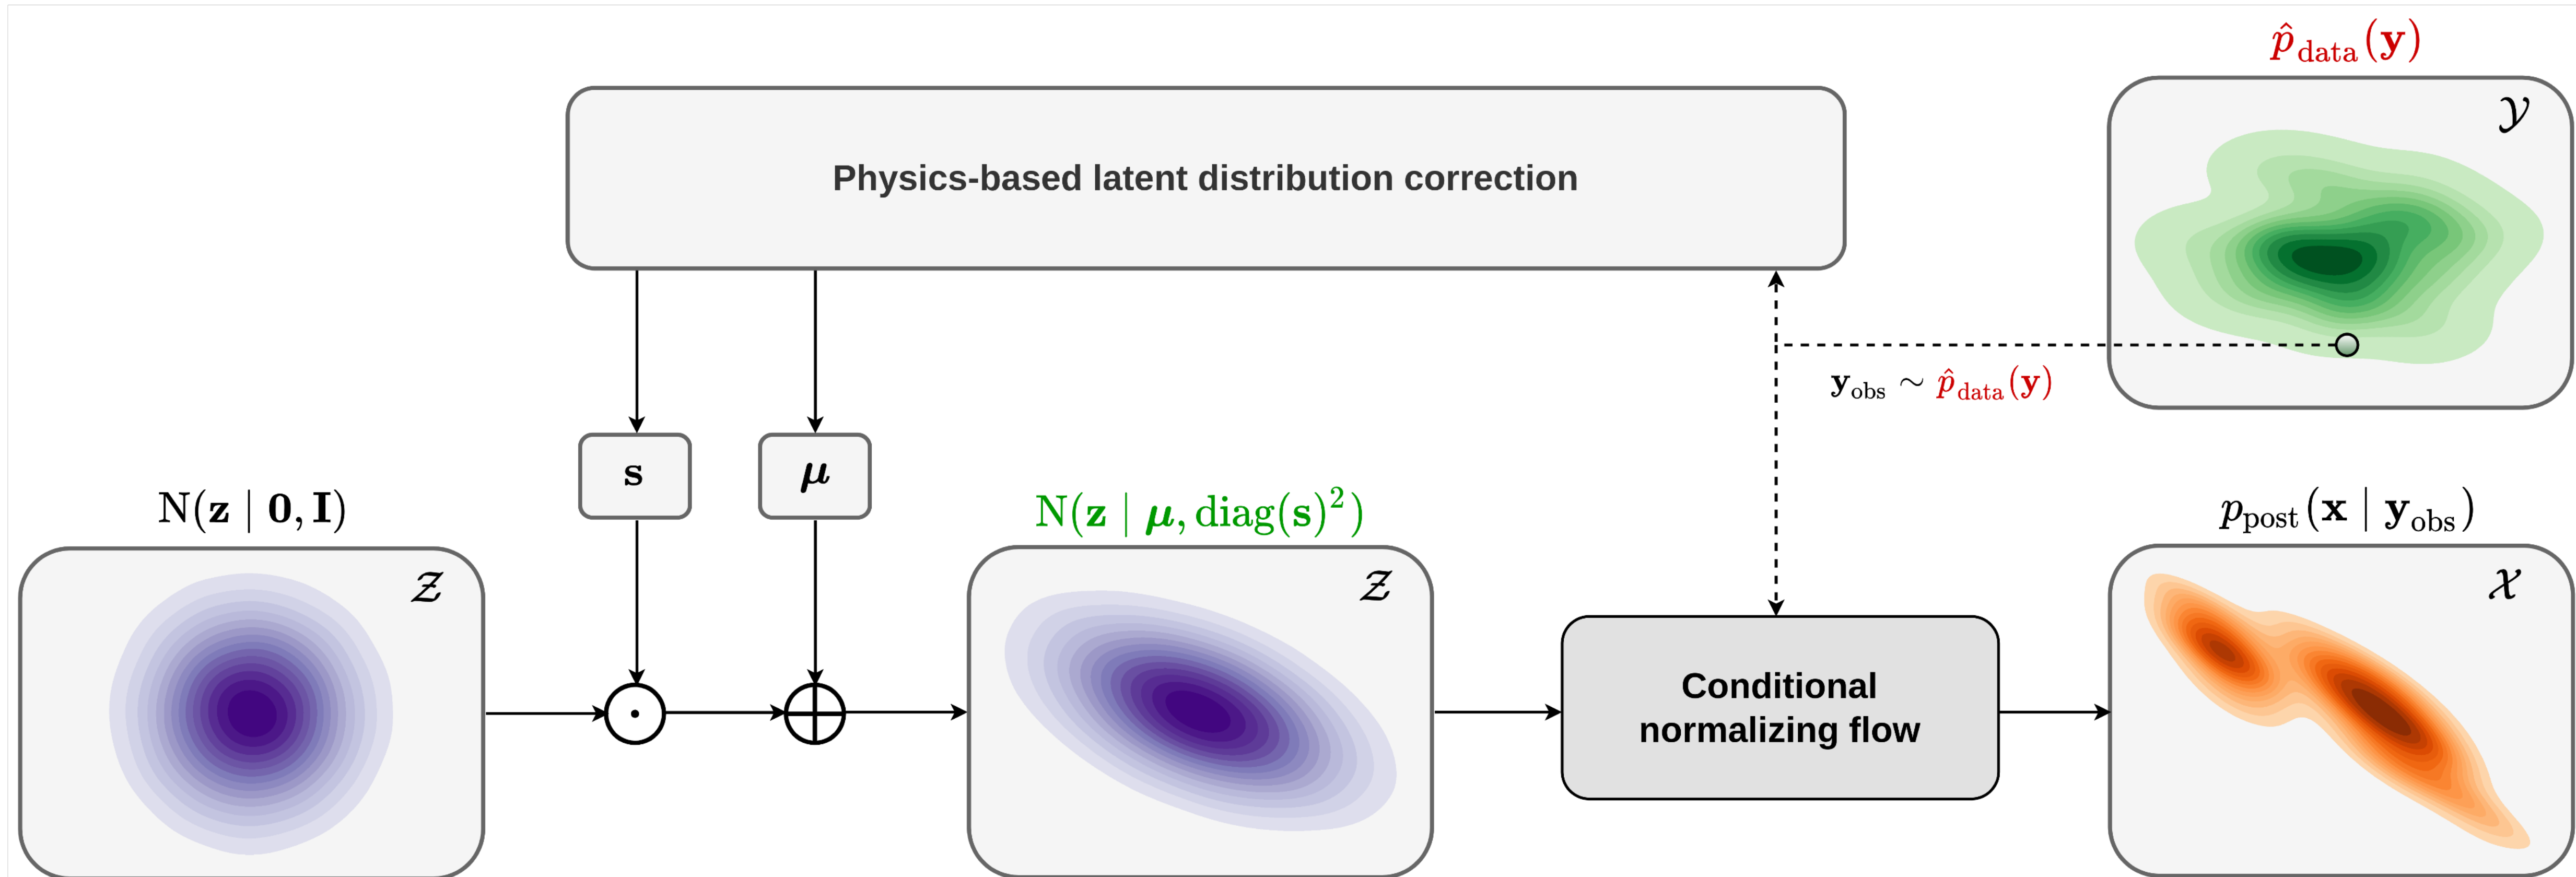 p̂_data(𝐲)
𝒴
Physics-based latent distribution correction
𝐲_obs ∼ p̂_data(𝐲)
𝐬
𝝁
N(𝐳 | 𝟎, 𝐈)
N(𝐳 | 𝝁, diag(𝐬)²)
p_post(𝐱 | 𝐲_obs)
𝒵
𝒵
𝒳
Conditional
normalizing flow